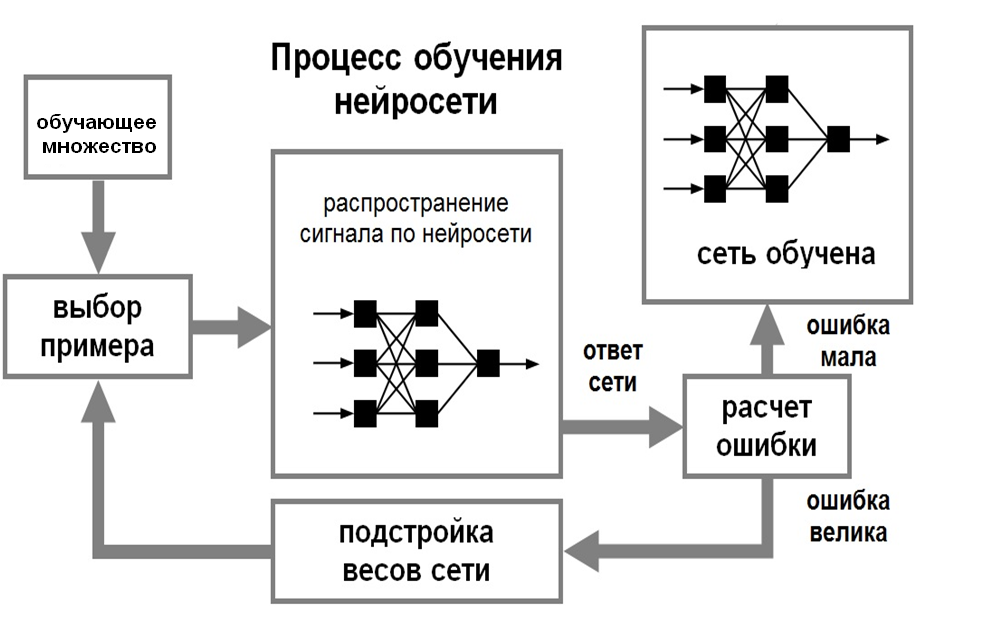 Процесс обучения
нейросети
обучающее
множество
выбор
примера
распространение
сигнала по нейросети
ответ
сети
расчет
ошибки
ошибка
мала
сеть обучена
ошибка
велика
подстройка
весов сети